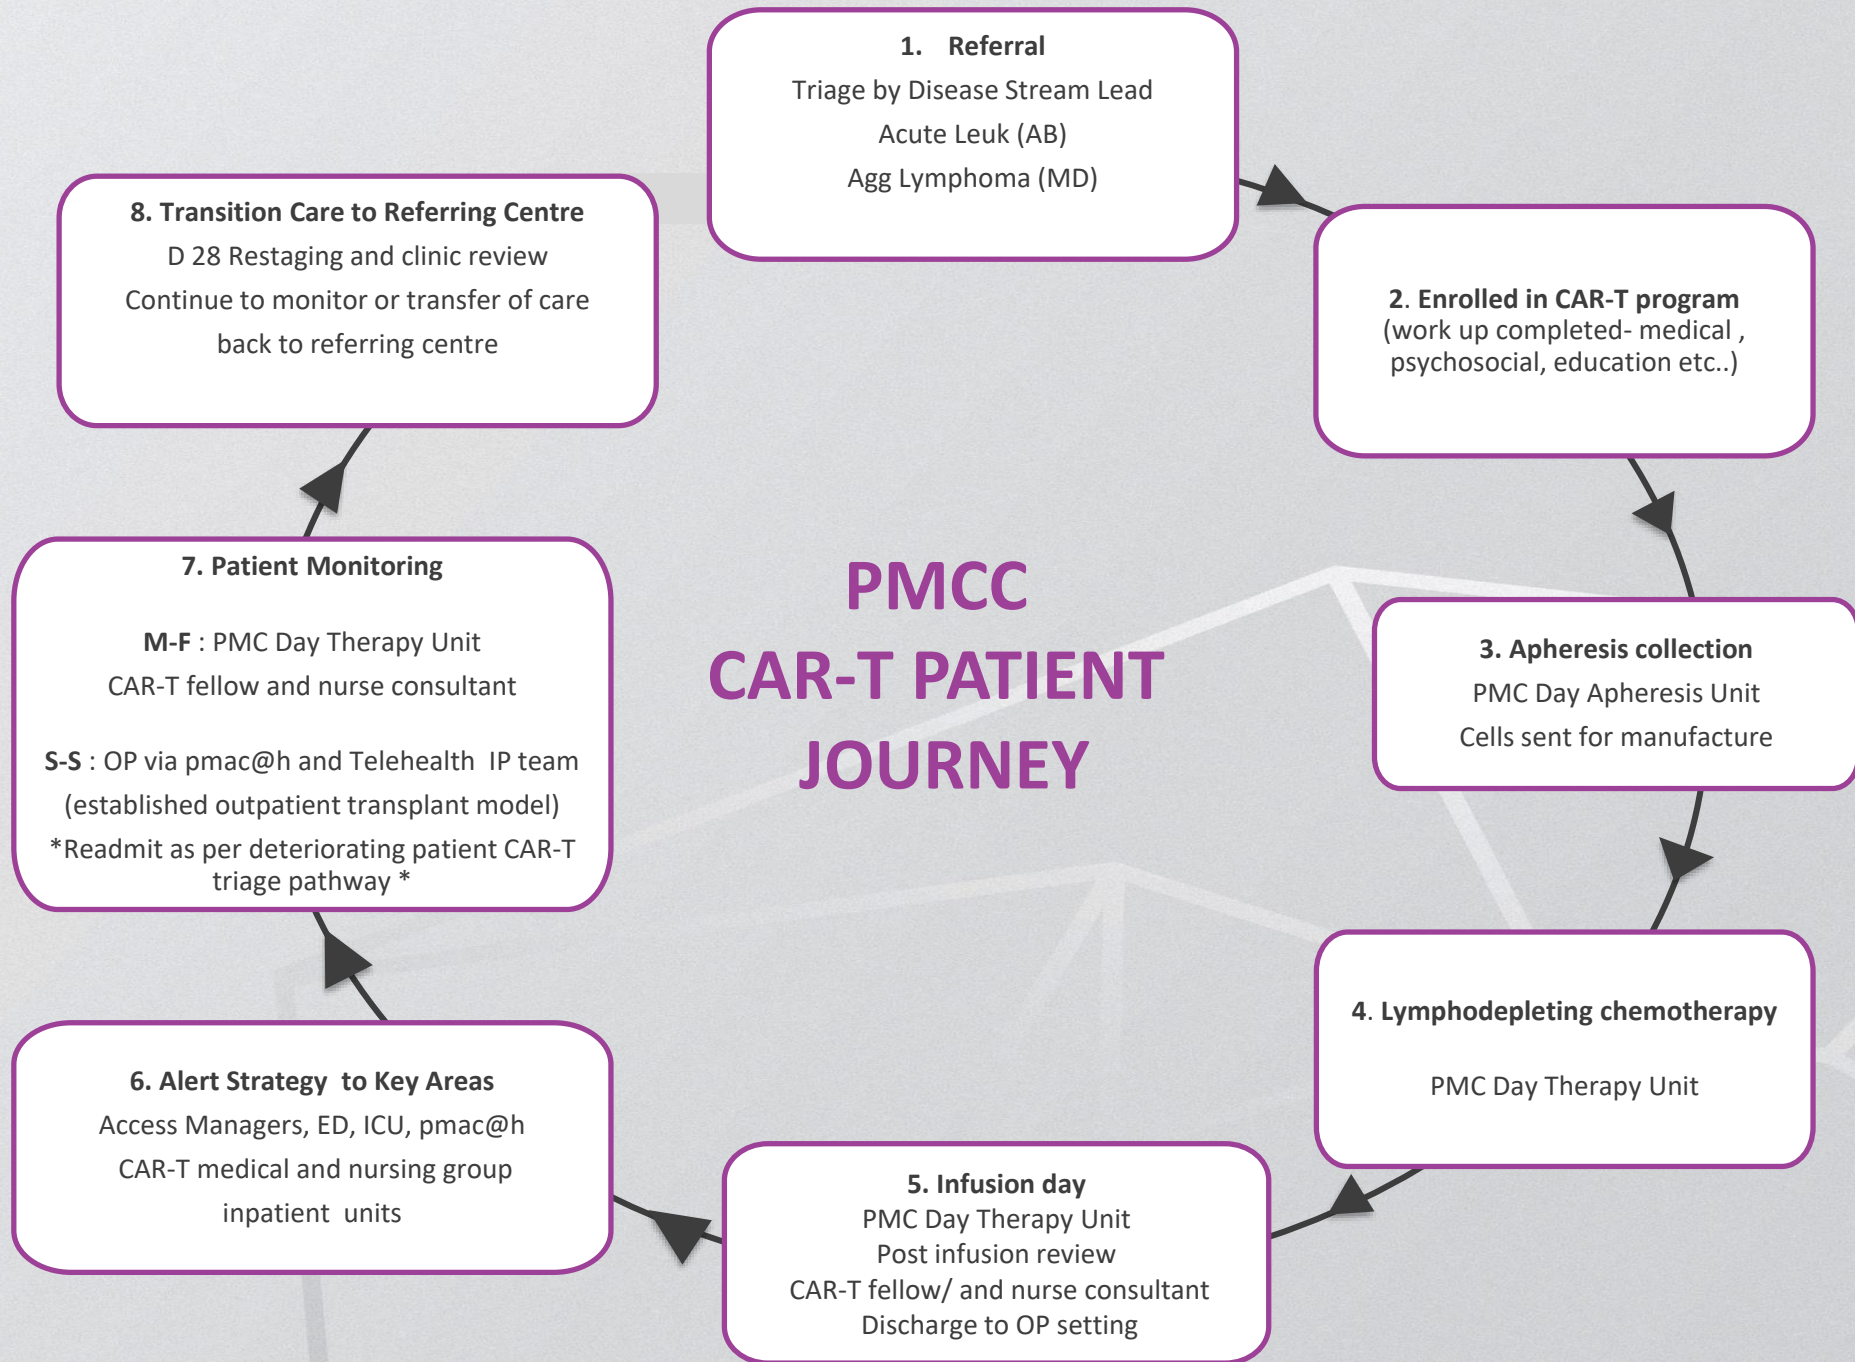 1. Referral
Triage by Disease Stream Lead
Acute Leuk (AB)
Agg Lymphoma (MD)
2. Enrolled in CAR-T program
(work up completed- medical ,
psychosocial, education etc..)
3. Apheresis collection
PMC Day Apheresis Unit
Cells sent for manufacture
4. Lymphodepleting chemotherapy
PMC Day Therapy Unit
5. Infusion day
PMC Day Therapy Unit
Post infusion review
CAR-T fellow/ and nurse consultant
Discharge to OP setting
6. Alert Strategy to Key Areas
Access Managers, ED, ICU, pmac@h
CAR-T medical and nursing group
inpatient units
7. Patient Monitoring
M-F : PMC Day Therapy Unit
CAR-T fellow and nurse consultant
S-S : OP via pmac@h and Telehealth IP team
(established outpatient transplant model)
*Readmit as per deteriorating patient CAR-T
triage pathway *
8. Transition Care to Referring Centre
D 28 Restaging and clinic review
Continue to monitor or transfer of care
back to referring centre
PMCC
CAR-T PATIENT
JOURNEY